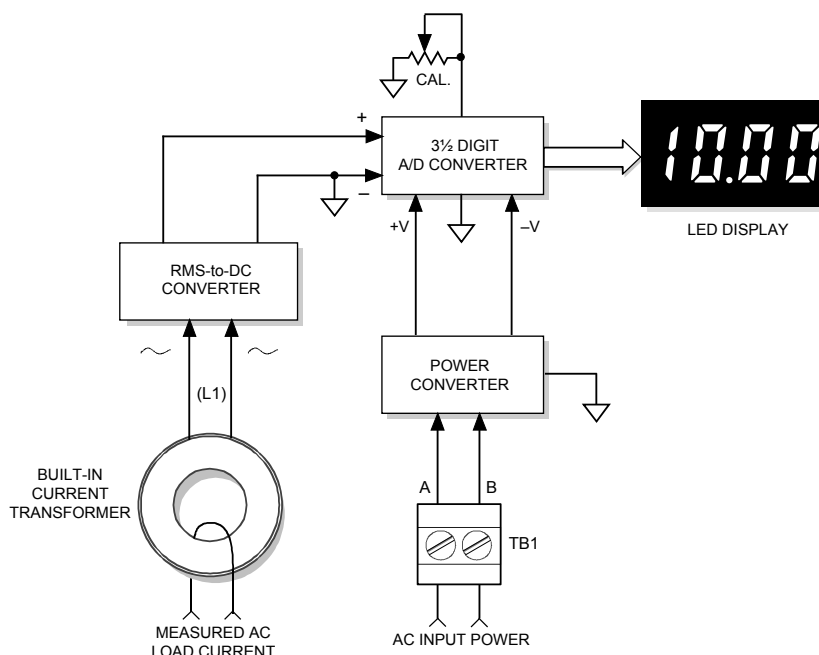 CAL.
+
3½ DIGIT
A/D CONVERTER
–
10.00
LED DISPLAY
+V
–V
RMS-to-DC
CONVERTER
POWER
CONVERTER
(L1)
BUILT-IN
CURRENT
TRANSFORMER
A
B
TB1
MEASURED AC
LOAD CURRENT
AC INPUT POWER